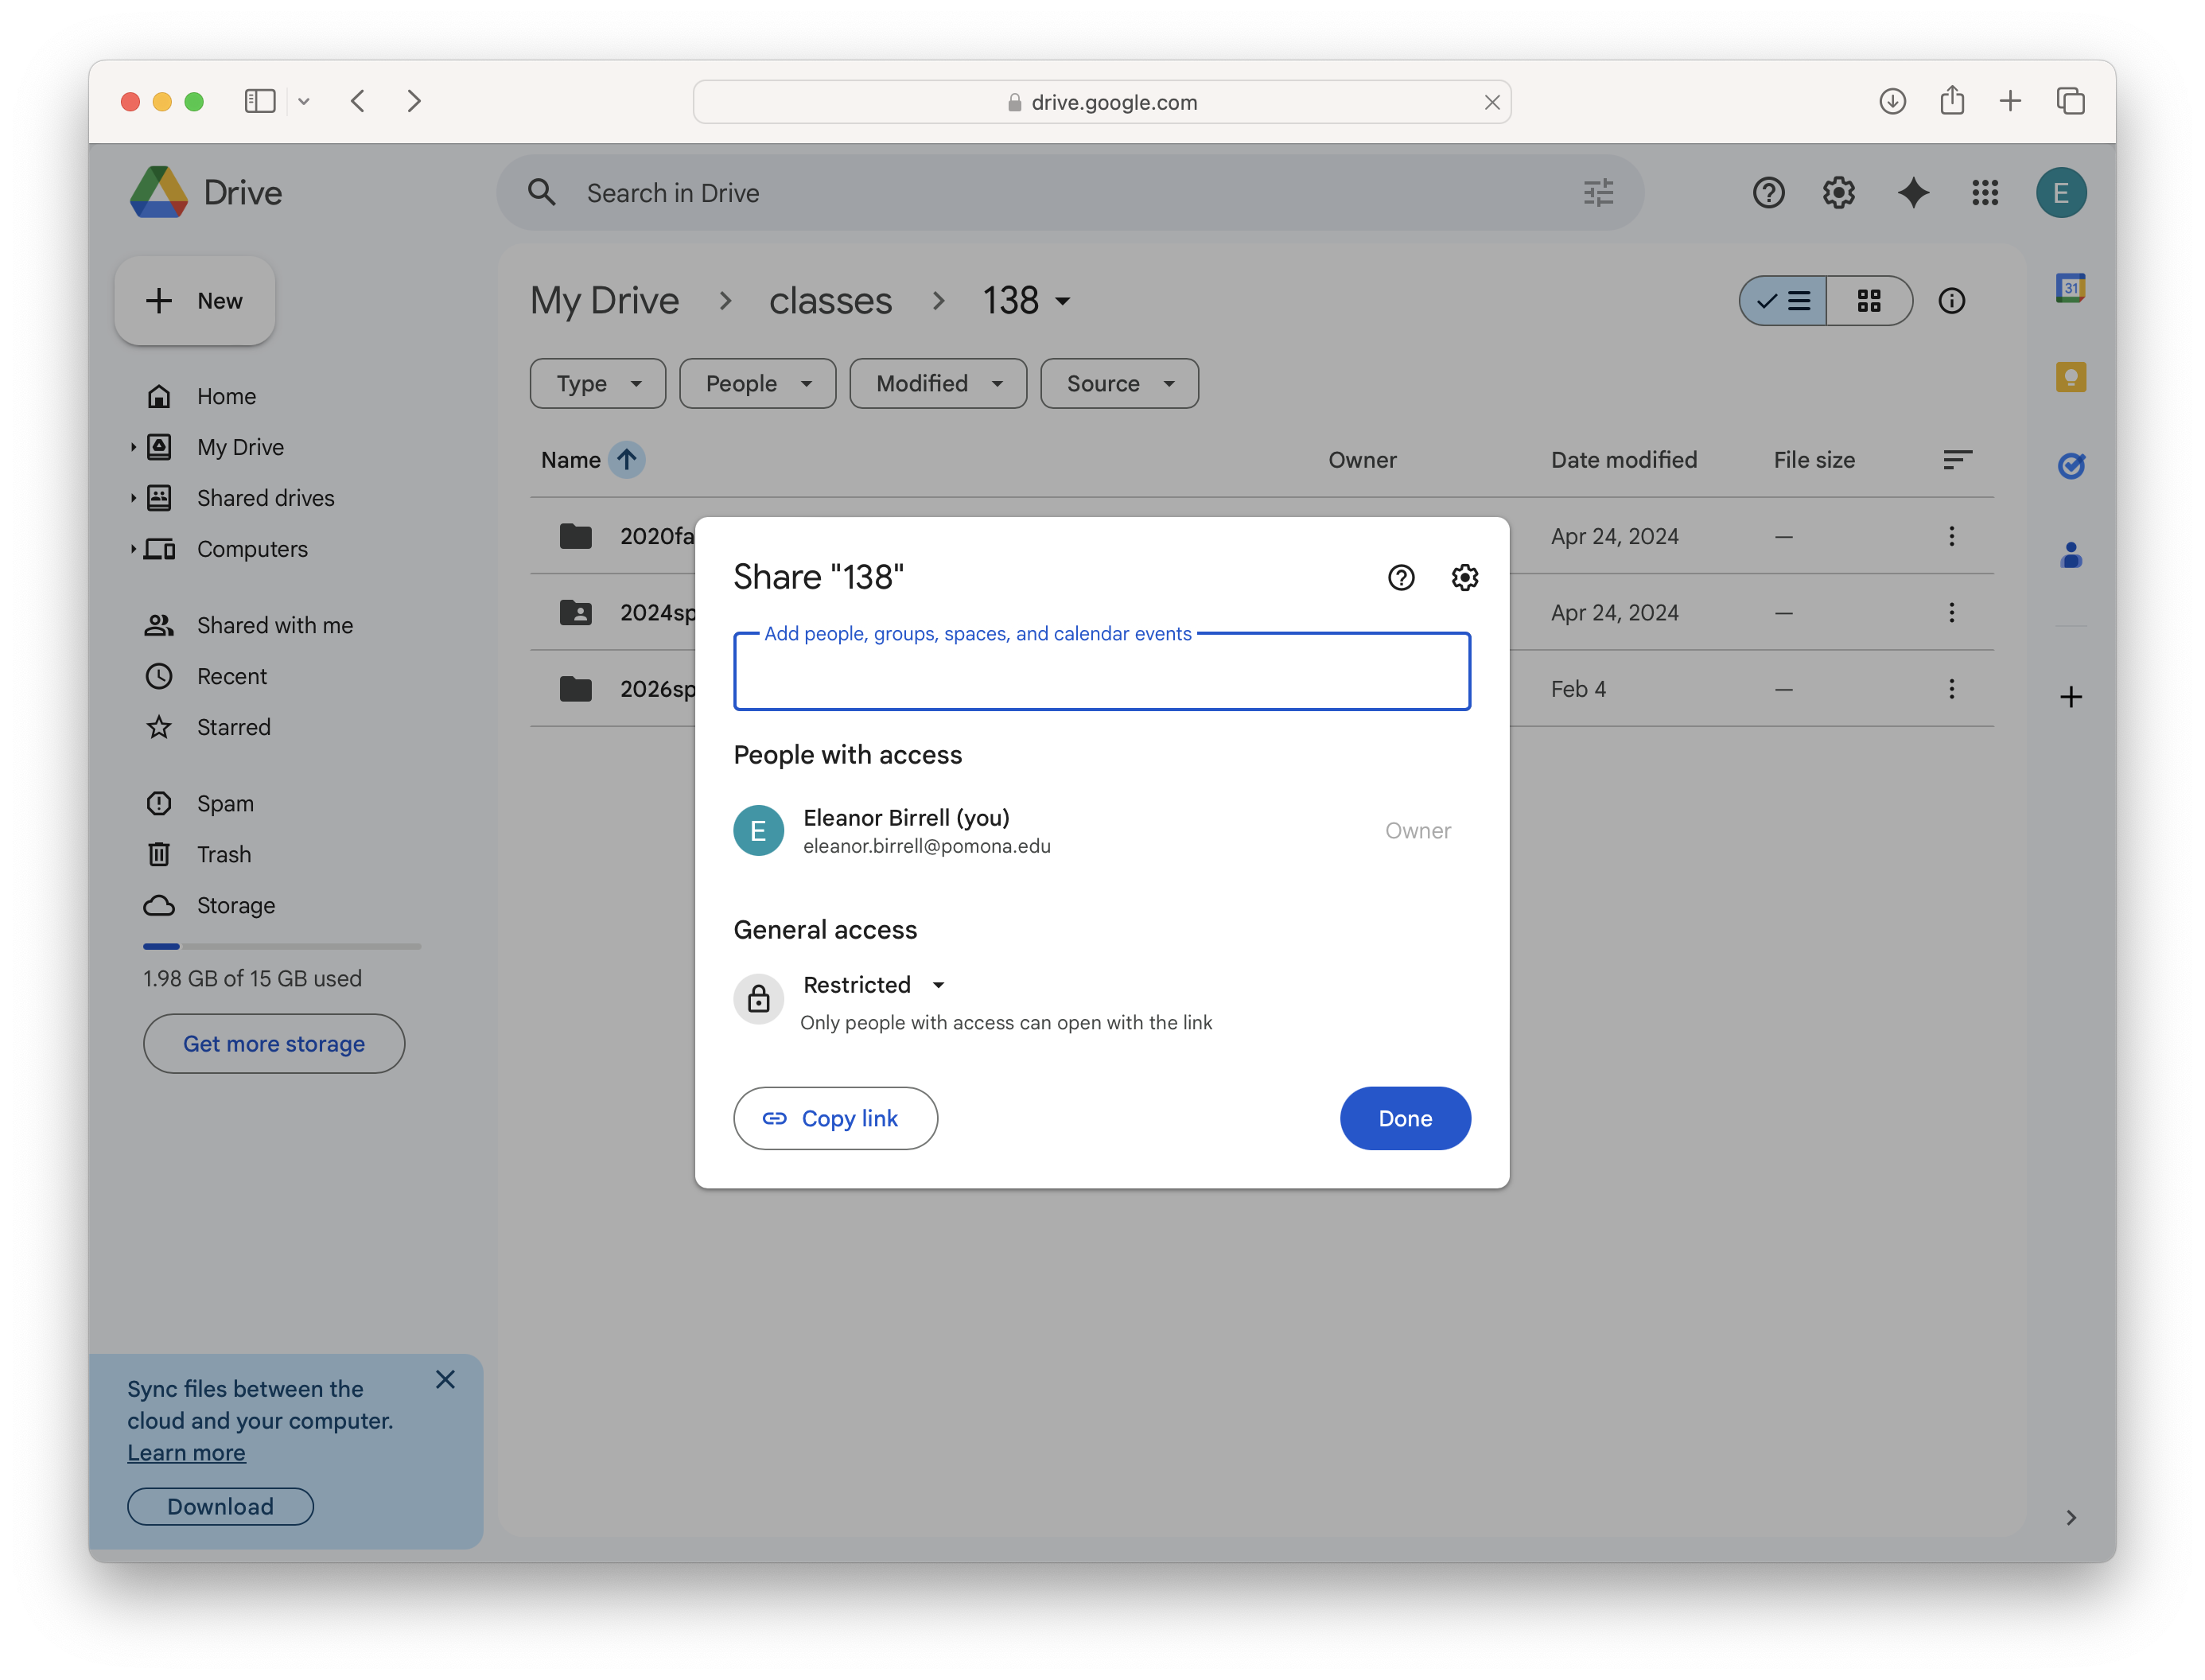 drive.google.com
Drive
Search in Drive
E
New
My Drive
classes
138
31
Type
People
Modified
Source
Home
My Drive
Shared drives
Computers
Shared with me
Recent
Starred
Spam
Trash
Storage
1.98 GB of 15 GB used
Get more storage
Name
Owner
Date modified
File size
2020fa
Apr 24, 2024
—
2024sp
Apr 24, 2024
—
2026sp
Feb 4
—
Share "138"
Add people, groups, spaces, and calendar events
People with access
E
Eleanor Birrell (you)
eleanor.birrell@pomona.edu
Owner
General access
Restricted
Only people with access can open with the link
Copy link
Done
Sync files between the
cloud and your computer.
Learn more
Download